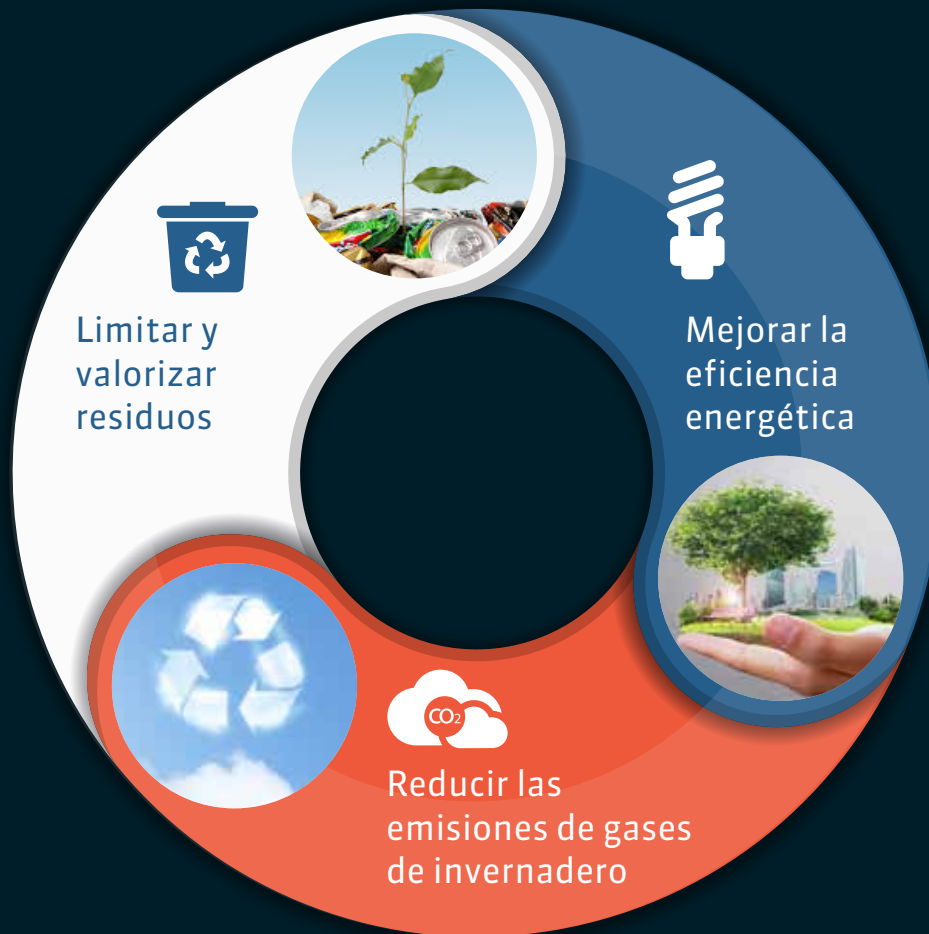 Limitar y
valorizar
residuos
Mejorar la
eficiencia
energética
CO₂
Reducir las
emisiones de gases
de invernadero